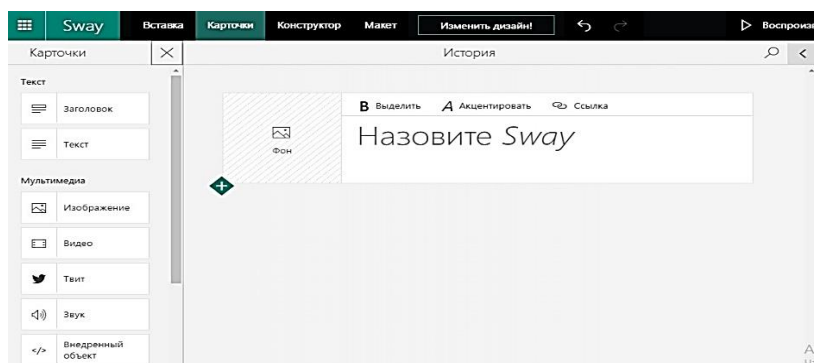 Sway Вставка Карточки Конструктор Макет Изменить дизайн!
Карточки История
Текст
Заголовок
Текст
Мультимедиа
Изображение
Видео
Твит
Звук
</> Внедренный
объект
B Выделить A Акцентировать Ссылка
Фон
Назовите Sway